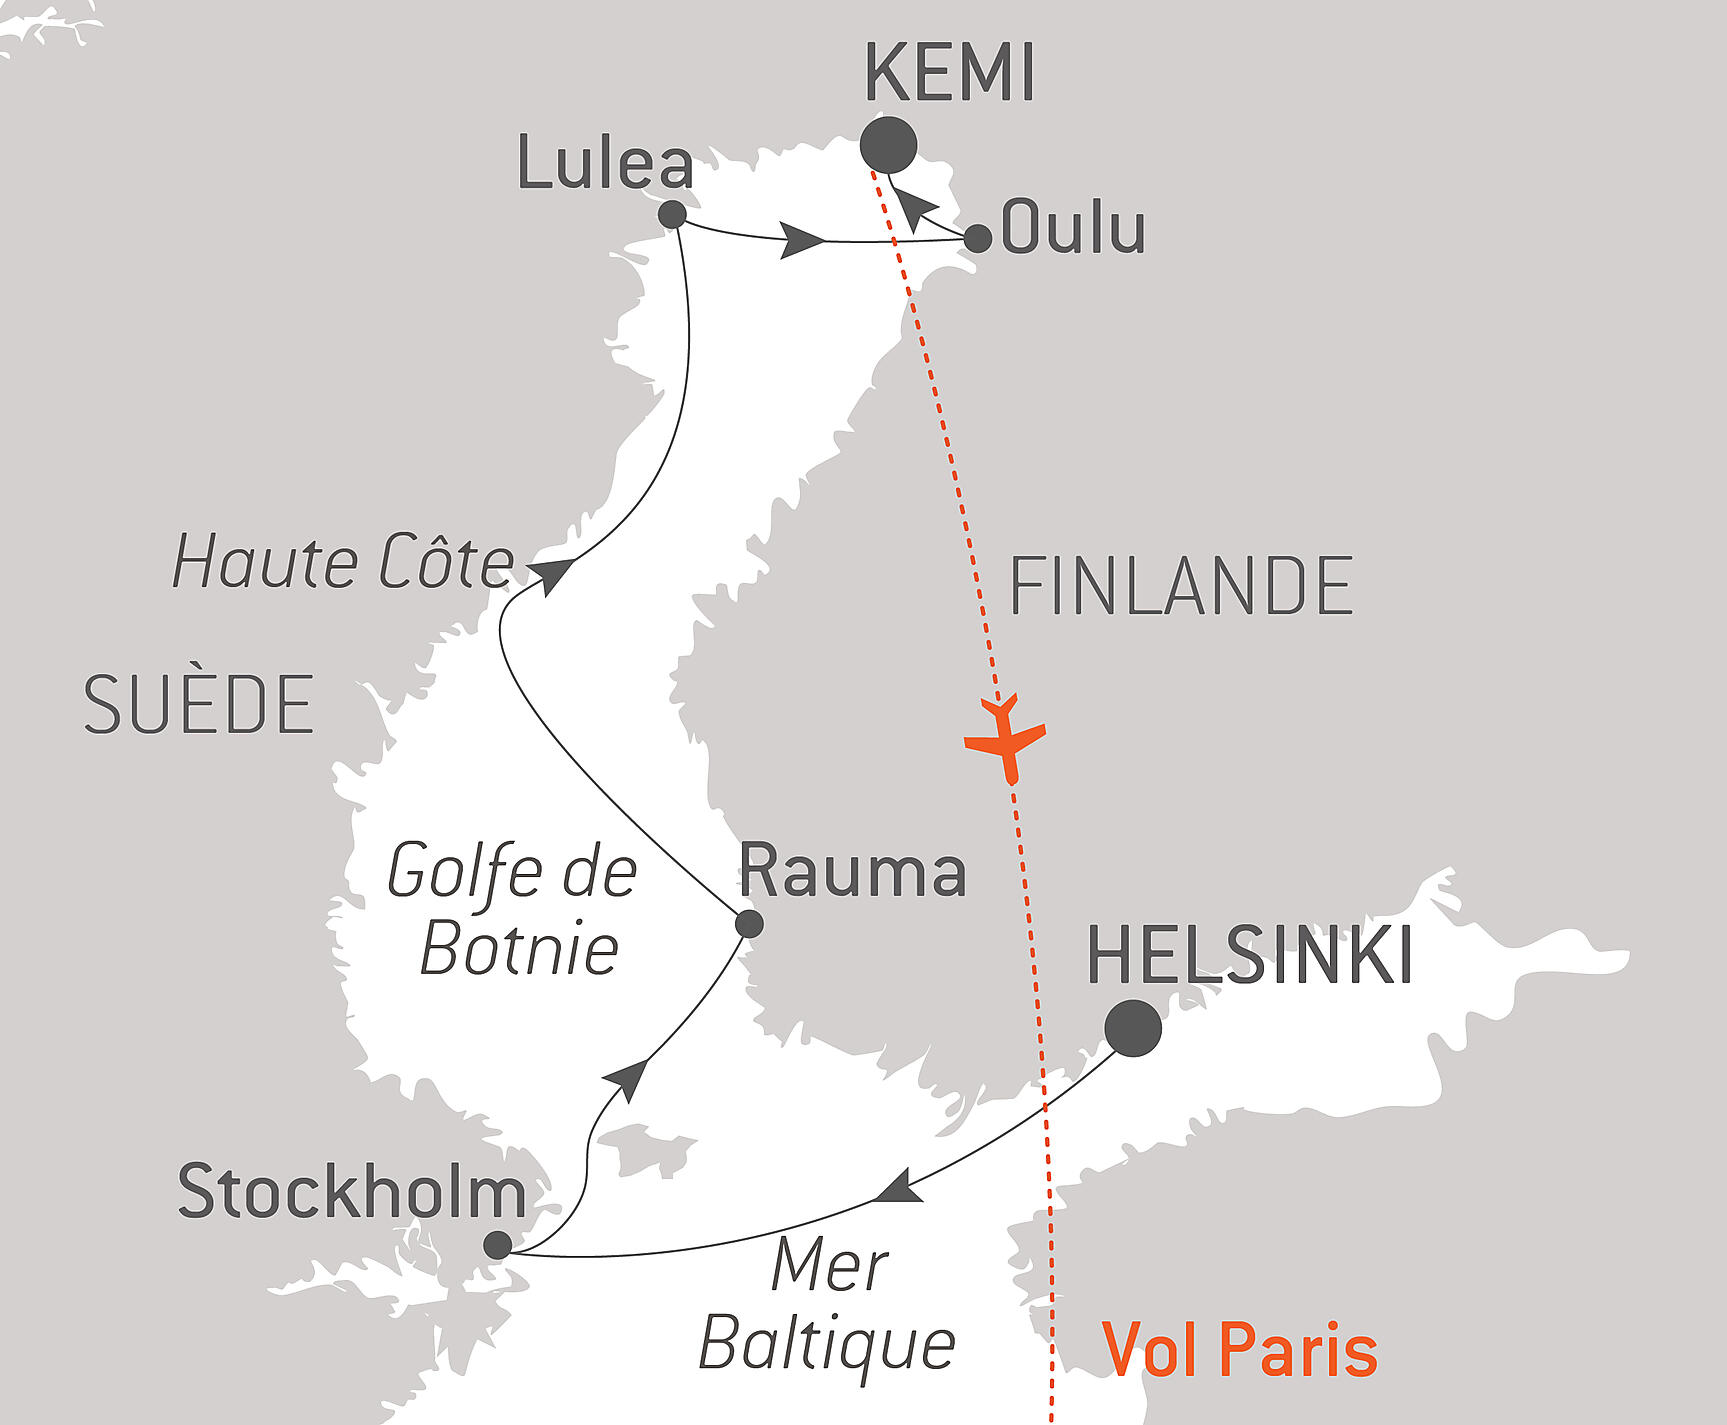 KEMI
Lulea
Oulu
Haute Côte
FINLANDE
SUÈDE
Golfe de
Botnie
Rauma
HELSINKI
Stockholm
Mer
Baltique
Vol Paris